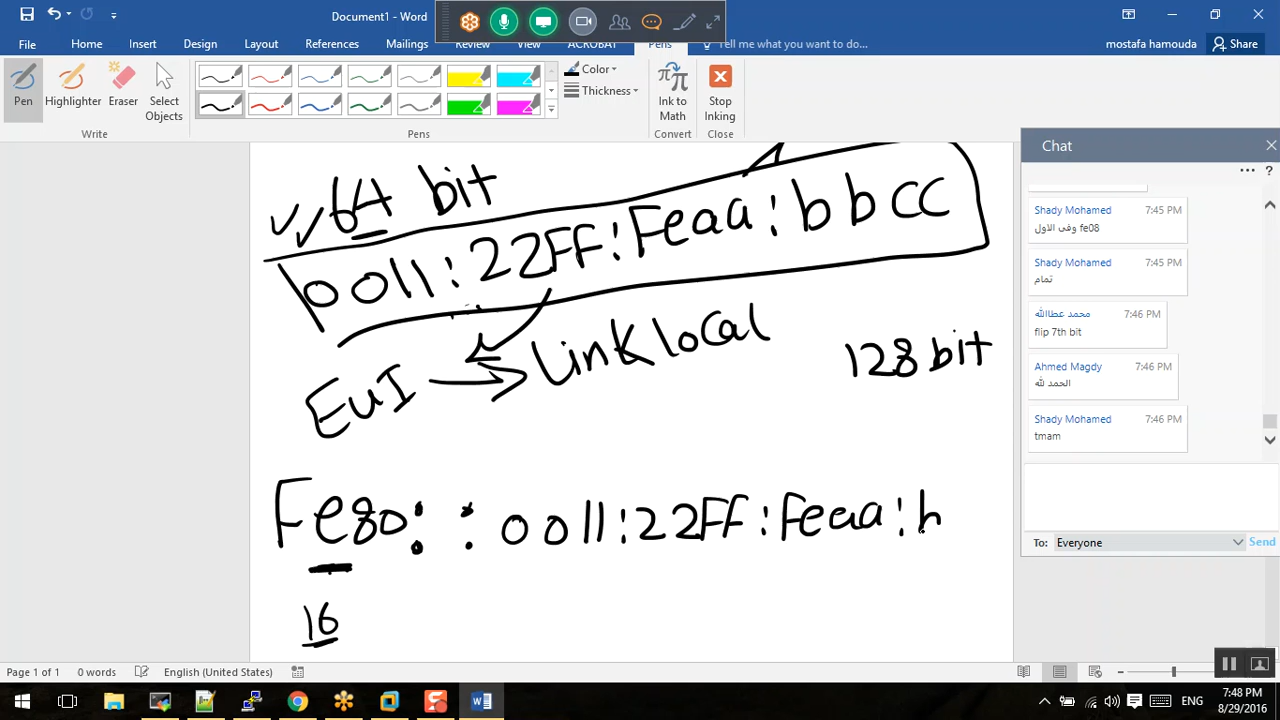 Document1 - Word
mostafa hamouda
Share
File
Home
Insert
Design
Layout
References
Mailings
Review
View
ACROBAT
Pens
Tell me what you want to do...
Pen
Highlighter
Eraser
Select Objects
Color
Thickness
Ink to Math
Stop Inking
Write
Pens
Convert
Close
64 bit
0011:22FF:Feaa:bbcc
EuI
Link local
128 bit
Fe80:: 0011:22FF:Feaa:b
16
Chat
Shady Mohamed 7:45 PM
وفى الاول fe08
Shady Mohamed 7:45 PM
تمام
محمد عطاالله 7:46 PM
flip 7th bit
Ahmed Magdy 7:46 PM
الحمد لله
Shady Mohamed 7:46 PM
tmam
To: Everyone
Send
Page 1 of 1
0 words
English (United States)
ENG
7:48 PM
8/29/2016